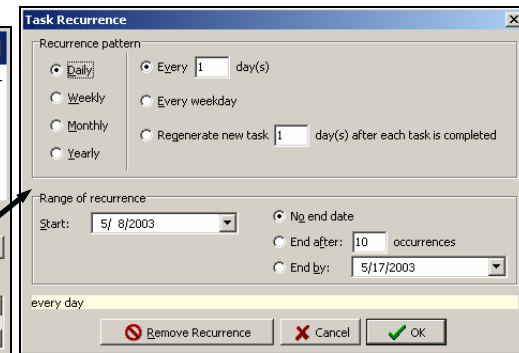 Task Recurrence
Recurrence pattern
Daily
Every 1 day(s)
Weekly
Every weekday
Monthly
Regenerate new task 1 day(s) after each task is completed
Yearly
Range of recurrence
Start: 5/ 8/2003
No end date
End after: 10 occurrences
End by: 5/17/2003
every day
Remove Recurrence Cancel OK